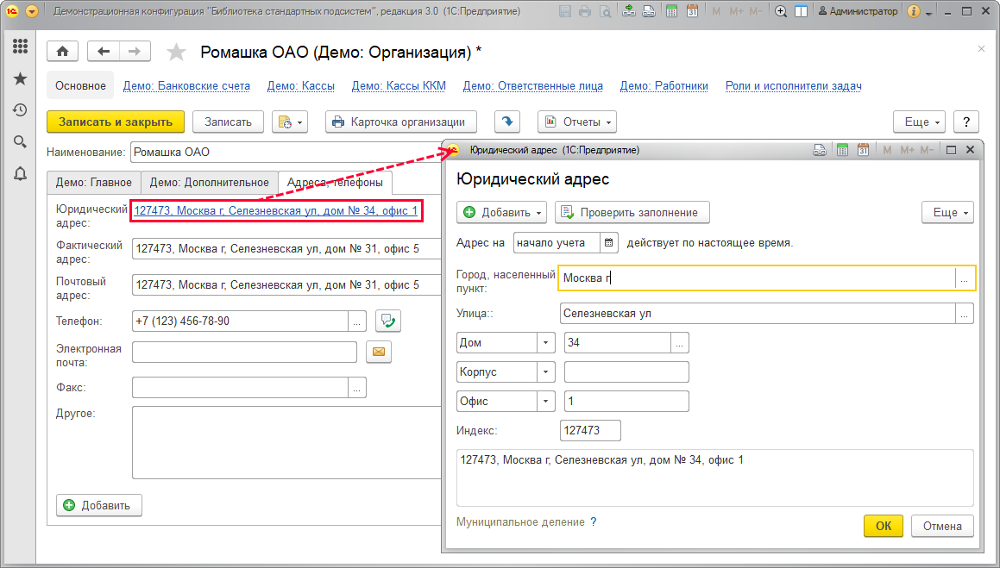 Демонстрационная конфигурация "Библиотека стандартных подсистем", редакция 3.0 (1С:Предприятие)
M M+ M- Администратор
Ромашка ОАО (Демо: Организация) *
Основное Демо: Банковские счета Демо: Кассы Демо: Кассы ККМ Демо: Ответственные лица Демо: Работники Роли и исполнители задач
Записать и закрыть Записать Карточка организации Отчеты Еще ?
Наименование: Ромашка ОАО
Демо: Главное Демо: Дополнительное Адреса, телефоны
Юридический адрес: 127473, Москва г, Селезневская ул, дом № 34, офис 1
Фактический адрес: 127473, Москва г, Селезневская ул, дом № 31, офис 5
Почтовый адрес: 127473, Москва г, Селезневская ул, дом № 31, офис 5
Телефон: +7 (123) 456-78-90 ...
Электронная почта:
Факс: ...
Другое:
Добавить
Юридический адрес (1С:Предприятие) 31 M M+ M-
Юридический адрес
Добавить Проверить заполнение Еще
Адрес на начало учета действует по настоящее время.
Город, населенный пункт: Москва г ...
Улица:: Селезневская ул ...
Дом 34 ...
Корпус
Офис 1
Индекс: 127473
127473, Москва г, Селезневская ул, дом № 34, офис 1
Муниципальное деление ?
ОК Отмена